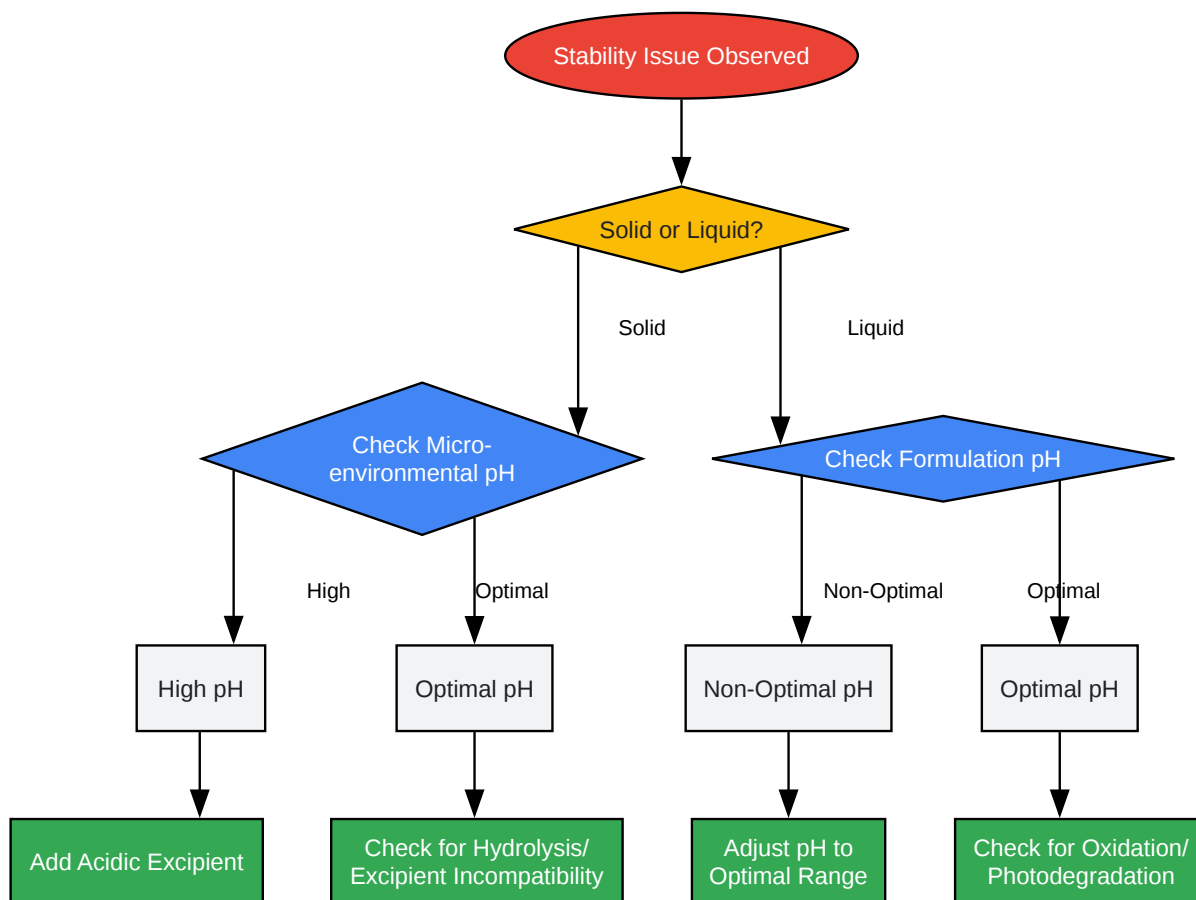 Stability Issue Observed
Solid or Liquid?
Solid
Liquid
Check Micro-
environmental pH
Check Formulation pH
High
Optimal
Non-Optimal
Optimal
High pH
Optimal pH
Non-Optimal pH
Optimal pH
Add Acidic Excipient
Check for Hydrolysis/
Excipient Incompatibility
Adjust pH to
Optimal Range
Check for Oxidation/
Photodegradation